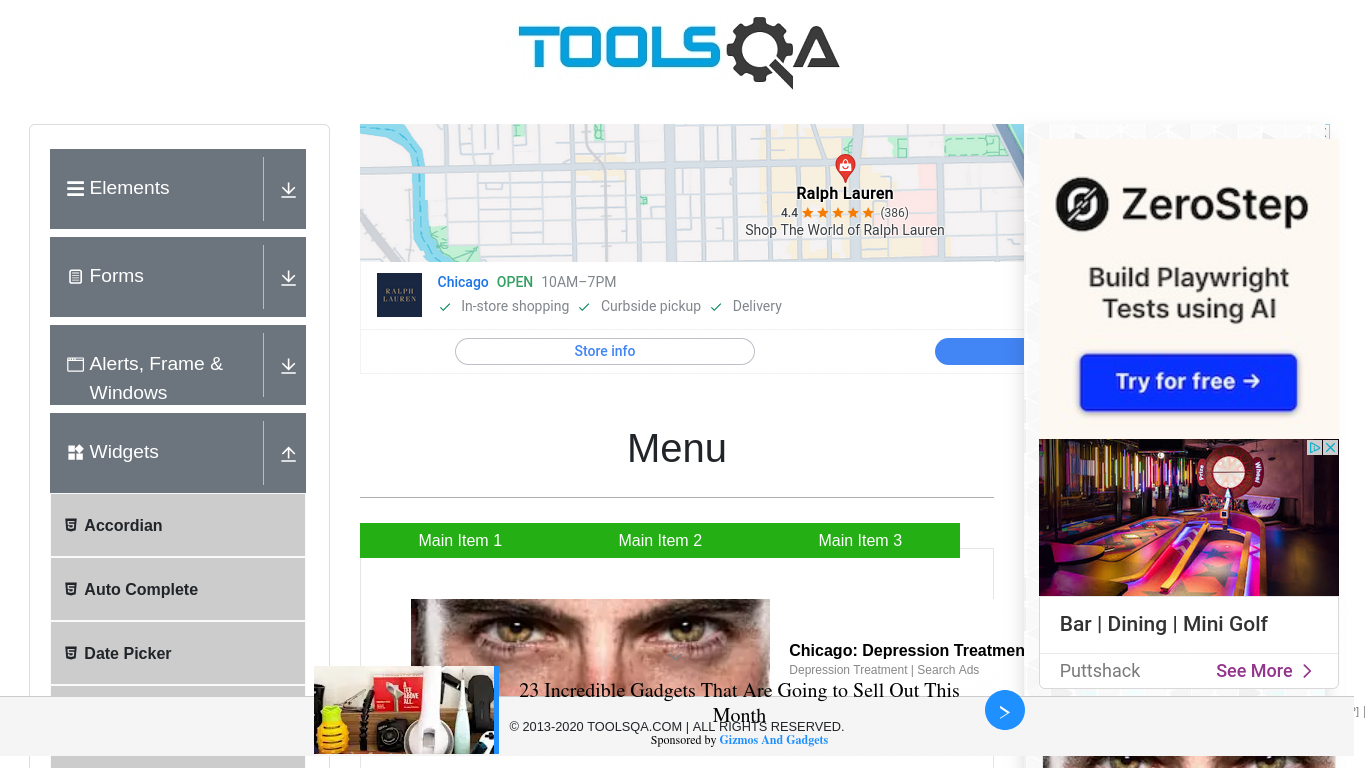 TOOLSQA
Elements
Forms
Alerts, Frame &
Windows
Widgets
Accordian
Auto Complete
Date Picker
Ralph Lauren
4.4 (386)
Shop The World of Ralph Lauren
RALPH
LAUREN
Chicago OPEN 10AM–7PM
In-store shopping Curbside pickup Delivery
Store info
Menu
Main Item 1 Main Item 2 Main Item 3
Chicago: Depression Treatmen
Depression Treatment | Search Ads
23 Incredible Gadgets That Are Going to Sell Out This
Month
© 2013-2020 TOOLSQA.COM | ALL RIGHTS RESERVED.
Sponsored by Gizmos And Gadgets
ZeroStep
Build Playwright
Tests using AI
Try for free →
Bar | Dining | Mini Golf
Puttshack See More